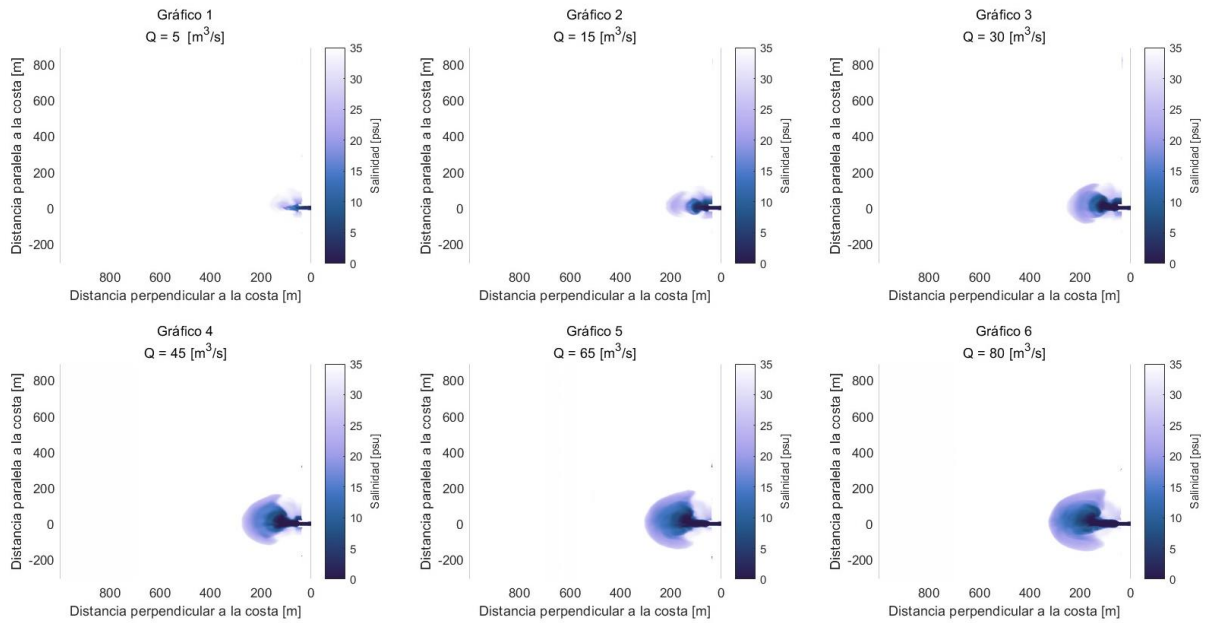 Gráfico 1
Q = 5 [m³/s]
800
600
400
200
0
-200
Distancia paralela a la costa [m]
800 600 400 200 0
Distancia perpendicular a la costa [m]
35
30
25
20
15
10
5
0
Salinidad [psu]
Gráfico 2
Q = 15 [m³/s]
800
600
400
200
0
-200
Distancia paralela a la costa [m]
800 600 400 200 0
Distancia perpendicular a la costa [m]
35
30
25
20
15
10
5
0
Salinidad [psu]
Gráfico 3
Q = 30 [m³/s]
800
600
400
200
0
-200
Distancia paralela a la costa [m]
800 600 400 200 0
Distancia perpendicular a la costa [m]
35
30
25
20
15
10
5
0
Salinidad [psu]
Gráfico 4
Q = 45 [m³/s]
800
600
400
200
0
-200
Distancia paralela a la costa [m]
800 600 400 200 0
Distancia perpendicular a la costa [m]
35
30
25
20
15
10
5
0
Salinidad [psu]
Gráfico 5
Q = 65 [m³/s]
800
600
400
200
0
-200
Distancia paralela a la costa [m]
800 600 400 200 0
Distancia perpendicular a la costa [m]
35
30
25
20
15
10
5
0
Salinidad [psu]
Gráfico 6
Q = 80 [m³/s]
800
600
400
200
0
-200
Distancia paralela a la costa [m]
800 600 400 200 0
Distancia perpendicular a la costa [m]
35
30
25
20
15
10
5
0
Salinidad [psu]